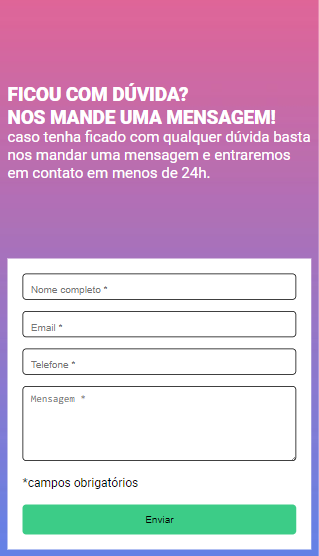 FICOU COM DÚVIDA?
NOS MANDE UMA MENSAGEM!
caso tenha ficado com qualquer dúvida basta
nos mandar uma mensagem e entraremos
em contato em menos de 24h.
Nome completo *
Email *
Telefone *
Mensagem *
*campos obrigatórios
Enviar